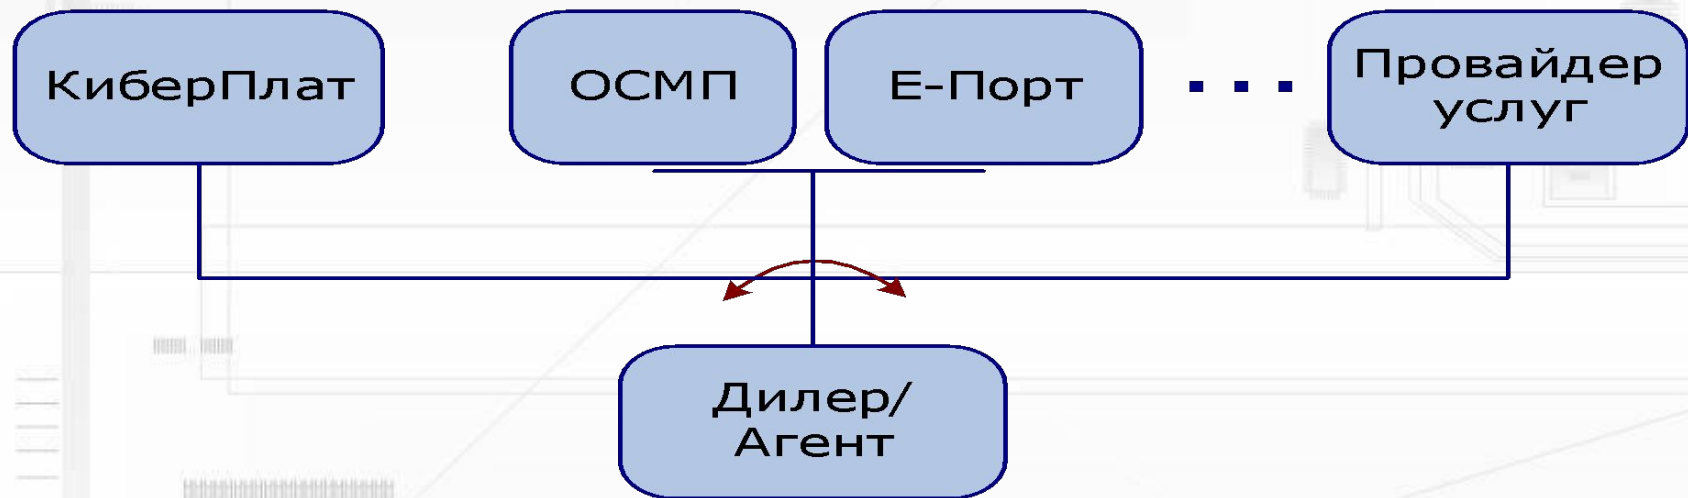 КиберПлат
ОСМП
Е-Порт
...
Провайдер
услуг
Дилер/
Агент